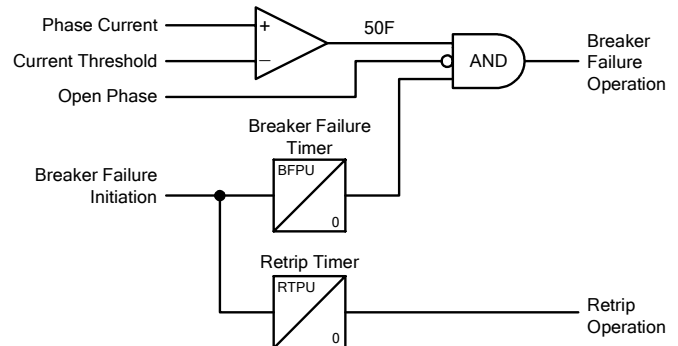 Phase Current
+
50F
Breaker
Failure
Operation
Current Threshold
–
AND
Open Phase
Breaker Failure
Timer
Breaker Failure
Initiation
BFPU
0
Retrip Timer
RTPU
0
Retrip
Operation